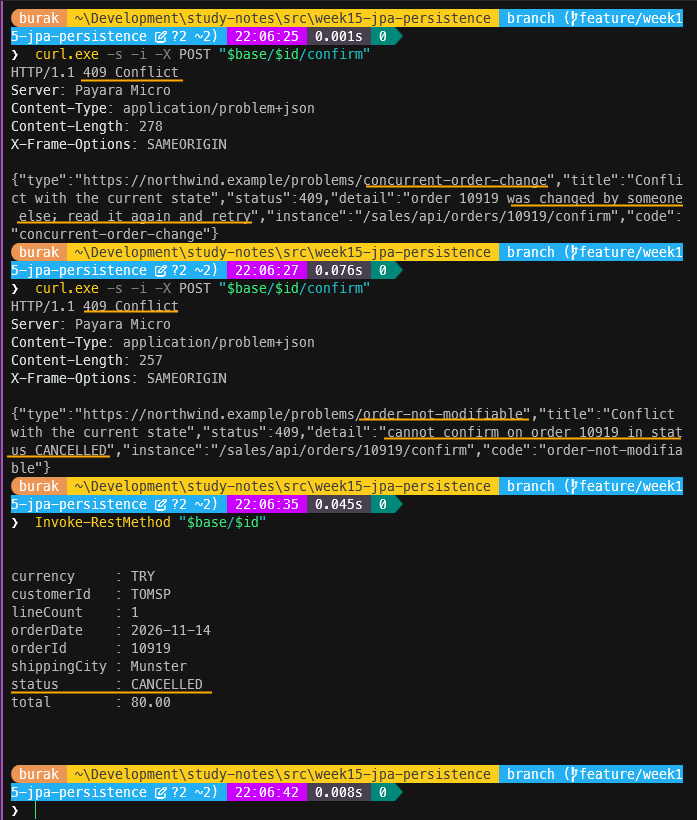 burak ~\Development\study-notes\src\week15-jpa-persistence branch (feature/week1
5-jpa-persistence ?2 ~2) 22:06:25 0.001s 0
❯ curl.exe -s -i -X POST "$base/$id/confirm"
HTTP/1.1 409 Conflict
Server: Payara Micro
Content-Type: application/problem+json
Content-Length: 278
X-Frame-Options: SAMEORIGIN
{"type":"https://northwind.example/problems/concurrent-order-change","title":"Confli
ct with the current state","status":409,"detail":"order 10919 was changed by someone
else; read it again and retry","instance":"/sales/api/orders/10919/confirm","code":
"concurrent-order-change"}
burak ~\Development\study-notes\src\week15-jpa-persistence branch (feature/week1
5-jpa-persistence ?2 ~2) 22:06:27 0.076s 0
❯ curl.exe -s -i -X POST "$base/$id/confirm"
HTTP/1.1 409 Conflict
Server: Payara Micro
Content-Type: application/problem+json
Content-Length: 257
X-Frame-Options: SAMEORIGIN
{"type":"https://northwind.example/problems/order-not-modifiable","title":"Conflict
with the current state","status":409,"detail":"cannot confirm on order 10919 in stat
us CANCELLED","instance":"/sales/api/orders/10919/confirm","code":"order-not-modifia
ble"}
burak ~\Development\study-notes\src\week15-jpa-persistence branch (feature/week1
5-jpa-persistence ?2 ~2) 22:06:35 0.045s 0
❯ Invoke-RestMethod "$base/$id"
currency : TRY
customerId : TOMSP
lineCount : 1
orderDate : 2026-11-14
orderId : 10919
shippingCity : Munster
status : CANCELLED
total : 80.00
burak ~\Development\study-notes\src\week15-jpa-persistence branch (feature/week1
5-jpa-persistence ?2 ~2) 22:06:42 0.008s 0
❯